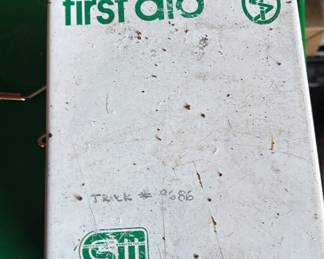 first aid
TRUCK # 9686